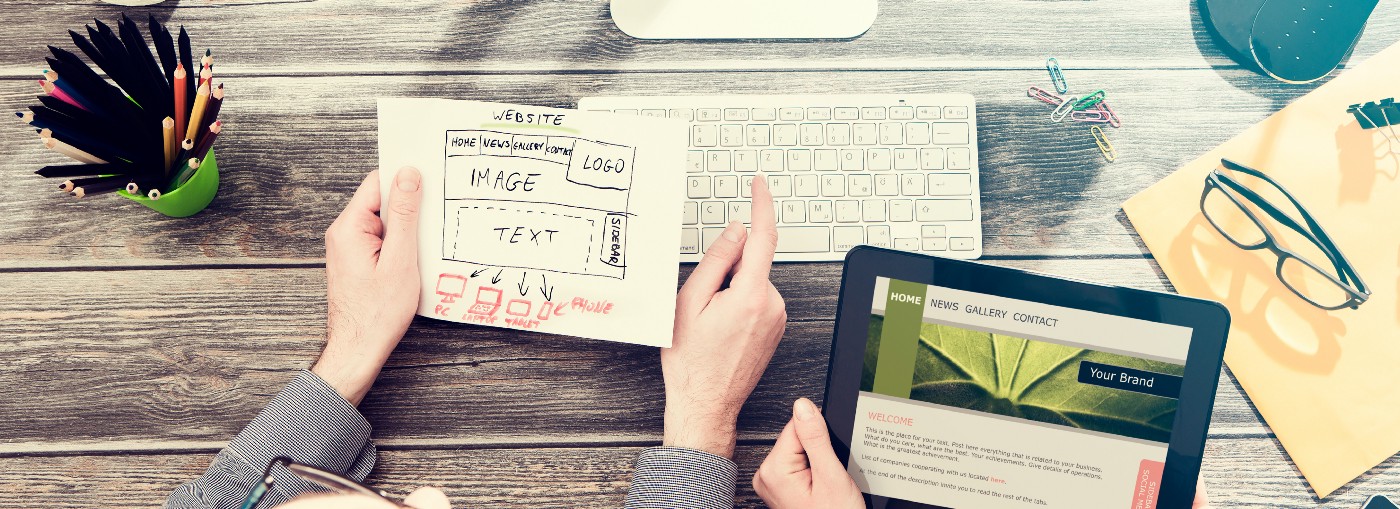 WEBSITE
HOME NEWS GALLERY CONTACT
LOGO
IMAGE
TEXT
SIDEBAR
PC LAPTOP TABLET PHONE
R T Z U O P
D F G H J K L Ö Ä
C V N M
HOME NEWS GALLERY CONTACT
Your Brand
WELCOME
This is the place for your text. Post here everything that is related to your business.
What do you care, what are the best. Your achievements. Give details of operations.
What is the greatest achievement.
List of companies cooperating with us located here.
at the end of the description invite you to read the rest of the tabs.
SIDEBA
SOCIAL NE